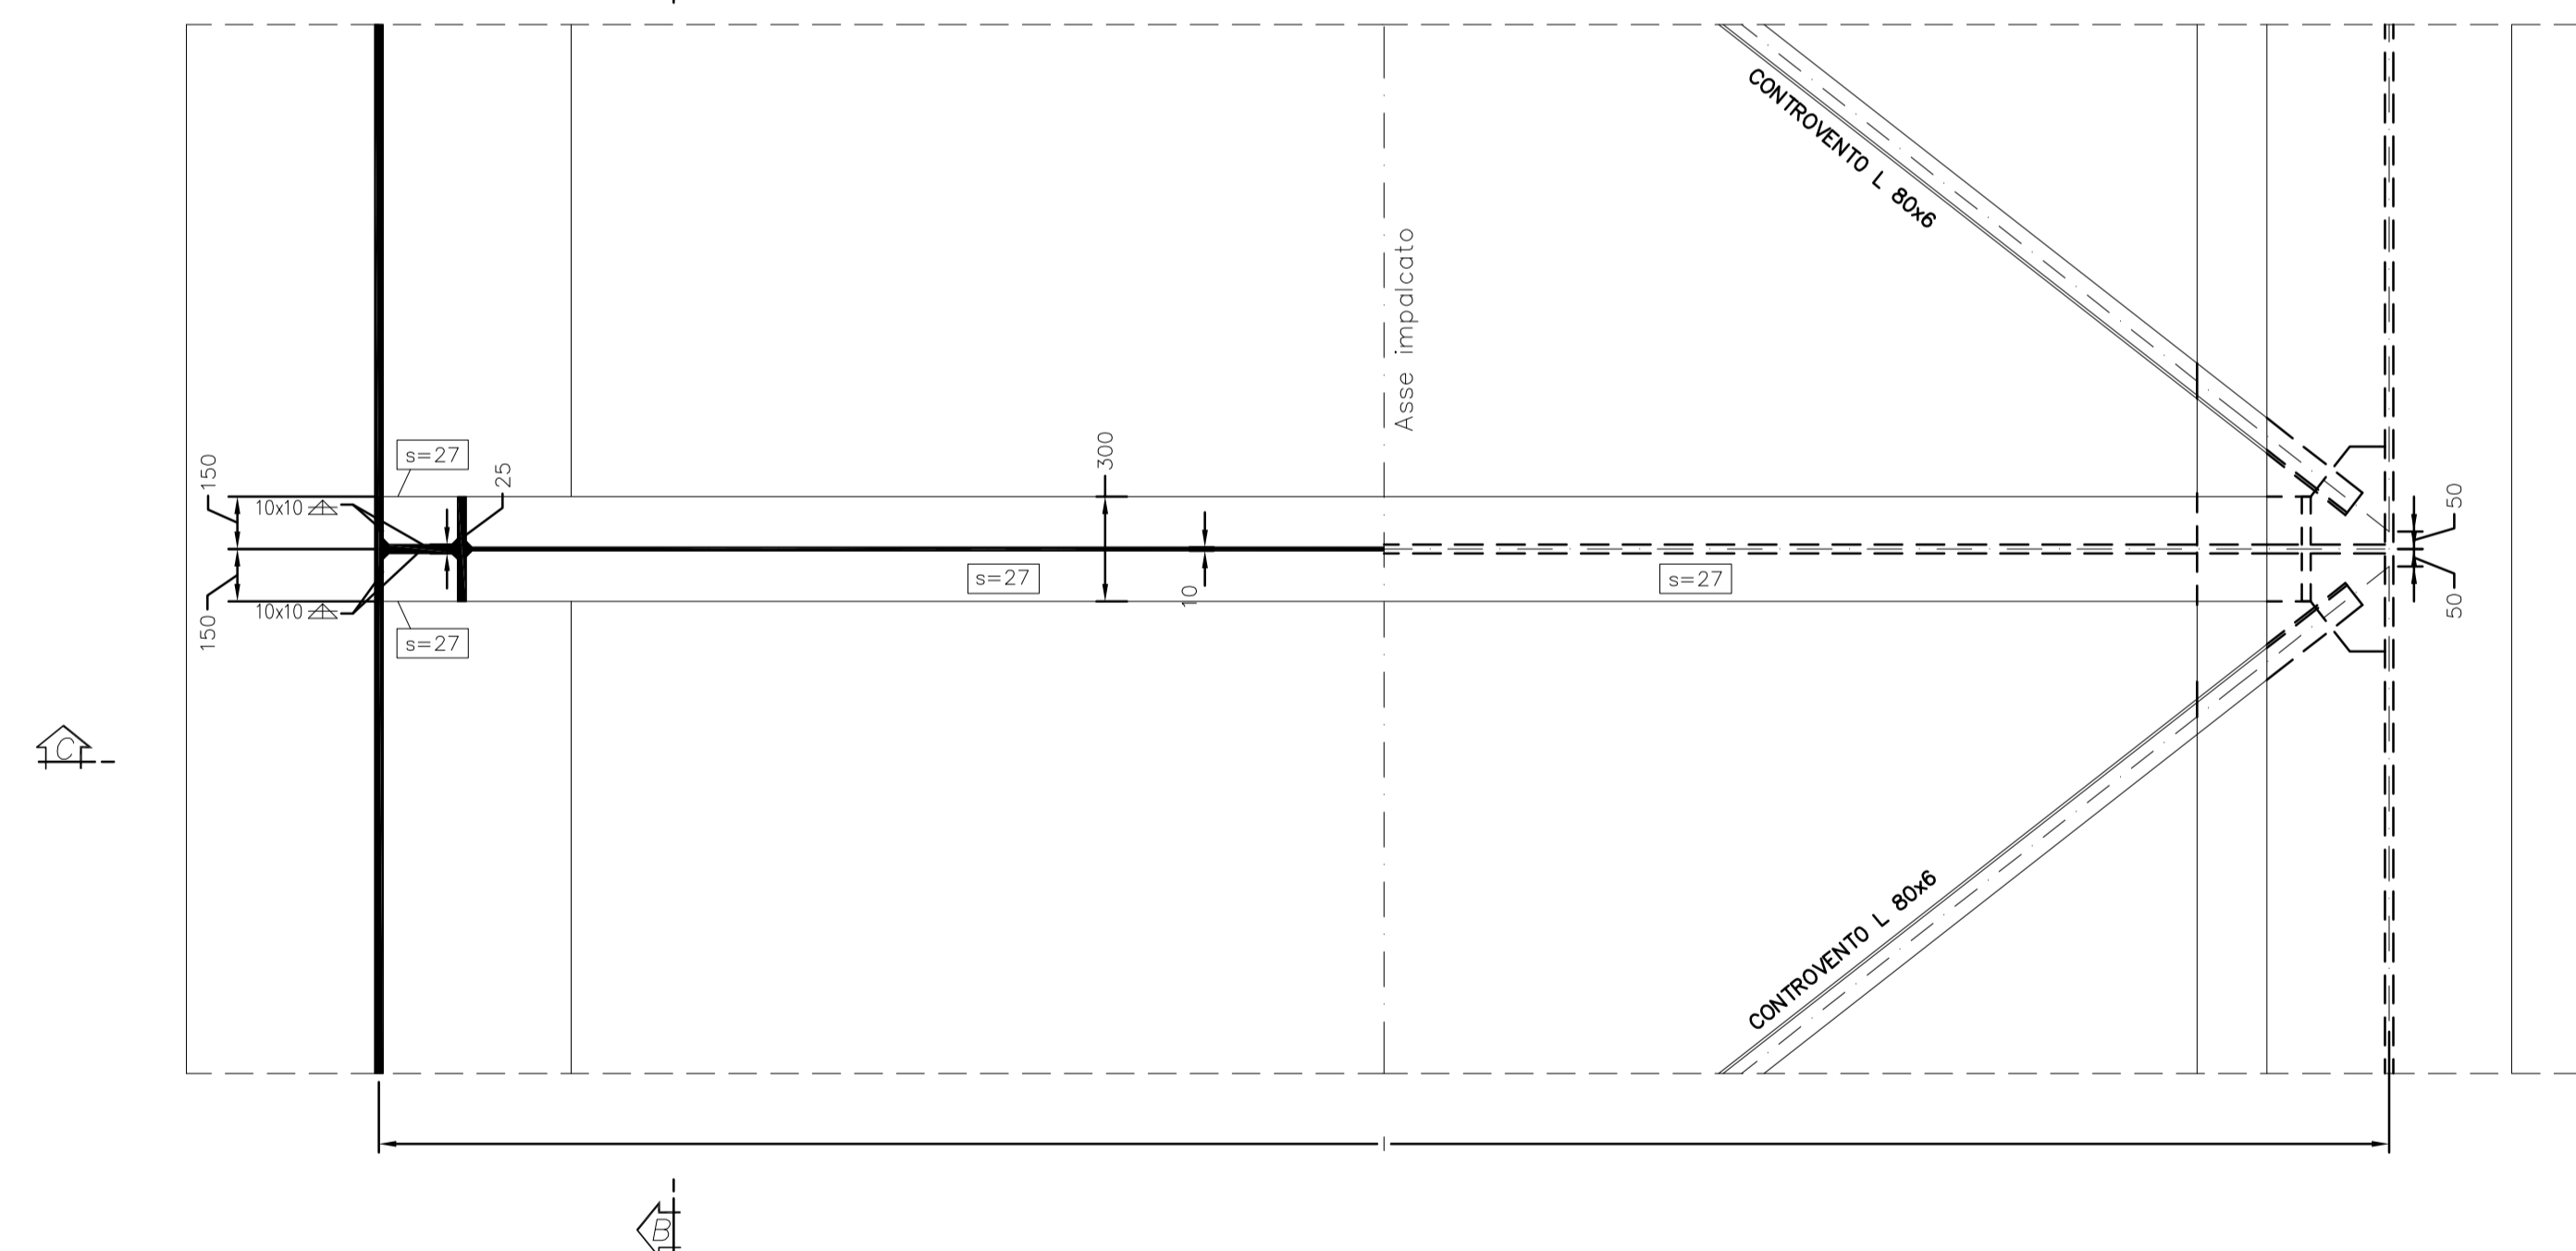 CONTROVENTO L 80x6
Asse impalcato
150
s=27
25
300
10x10
50
s=27
s=27
10
150
10x10
50
s=27
C
CONTROVENTO L 80x6
B